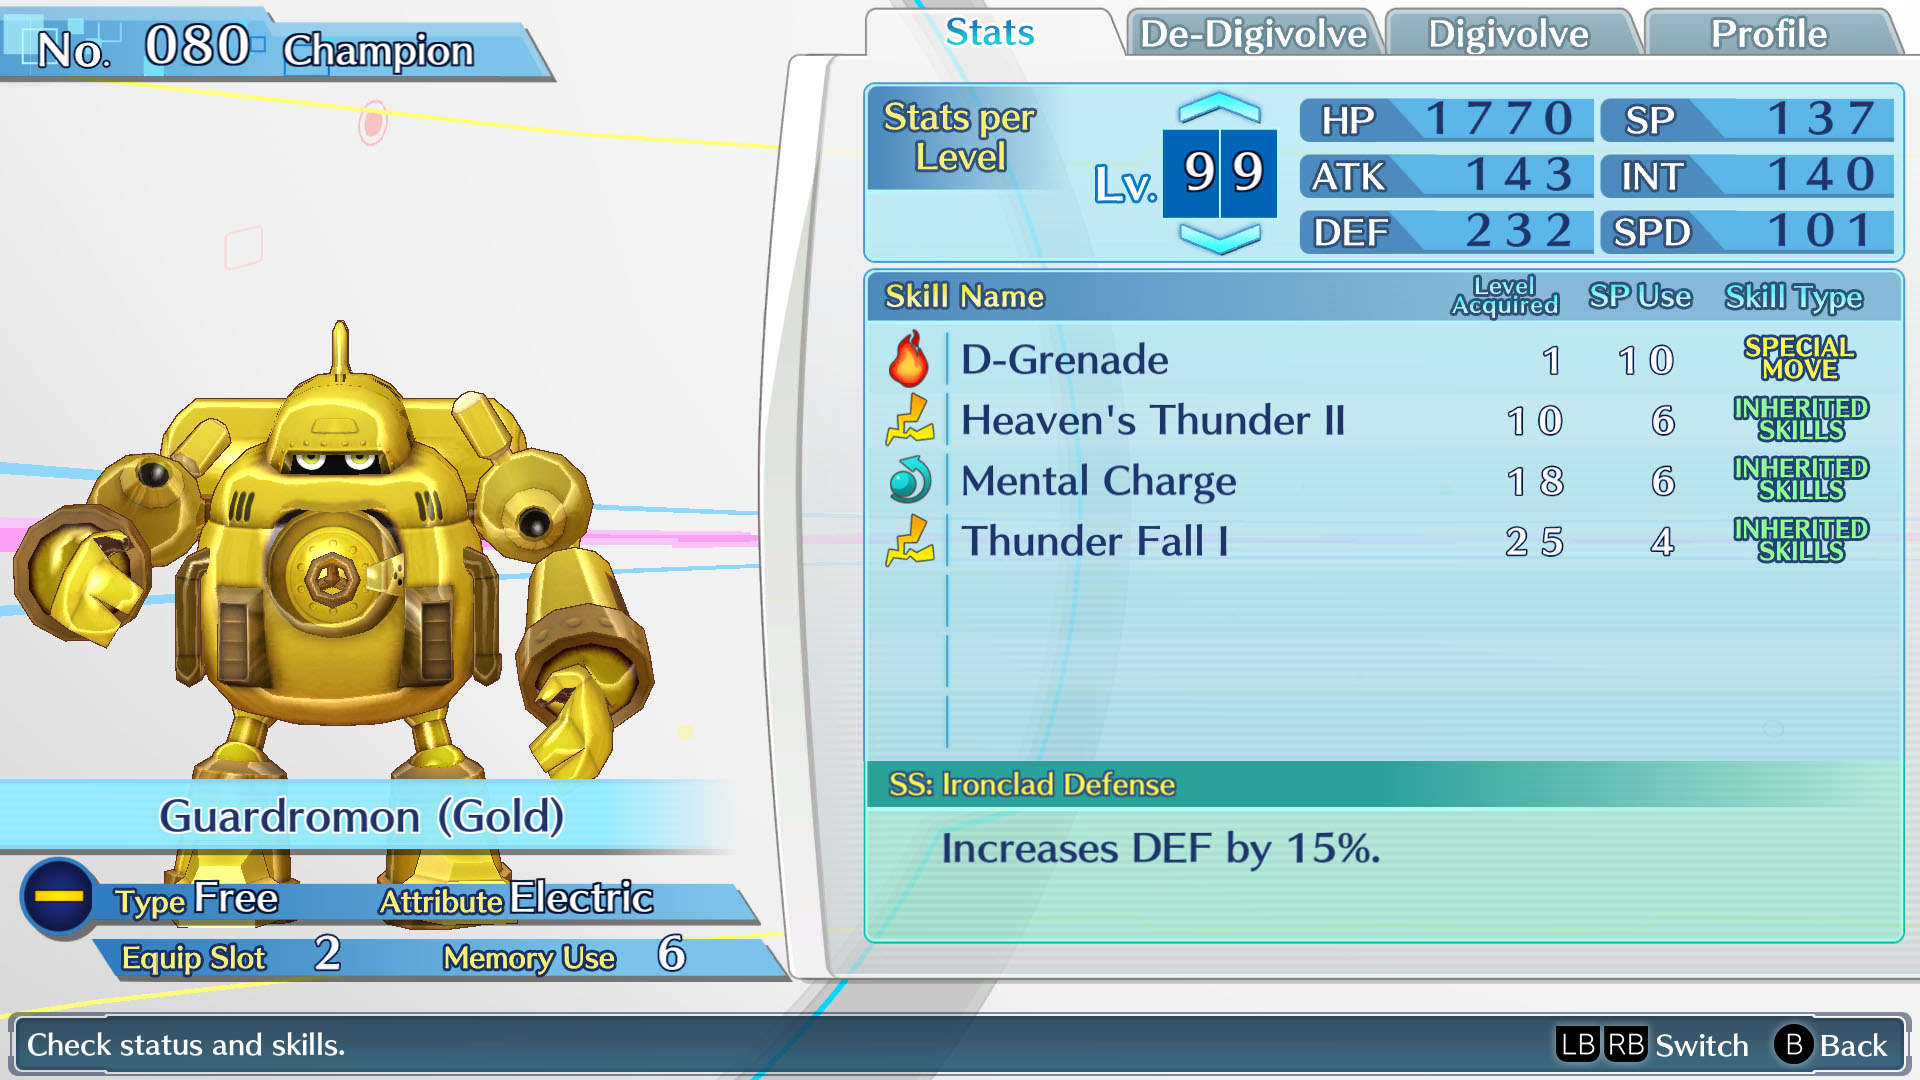 No. 080 Champion
Stats
De-Digivolve
Digivolve
Profile
Stats per
Level
Lv. 99
HP 1770
SP 137
ATK 143
INT 140
DEF 232
SPD 101
Skill Name
Level
Acquired
SP Use
Skill Type
D-Grenade 1 10 SPECIAL
MOVE
Heaven's Thunder II 10 6 INHERITED
SKILLS
Mental Charge 18 6 INHERITED
SKILLS
Thunder Fall I 25 4 INHERITED
SKILLS
SS: Ironclad Defense
Increases DEF by 15%.
Guardromon (Gold)
Type Free Attribute Electric
Equip Slot 2 Memory Use 6
Check status and skills.
LB RB Switch B Back